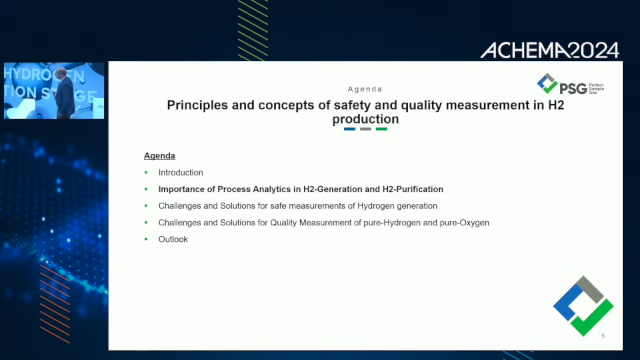 ACHEMA2024
HYDROGEN
TION STAGE
Agenda
PSG Perfect
Sample
Gas
Principles and concepts of safety and quality measurement in H2
production
Agenda
Introduction
Importance of Process Analytics in H2-Generation and H2-Purification
Challenges and Solutions for safe measurements of Hydrogen generation
Challenges and Solutions for Quality Measurement of pure-Hydrogen and pure-Oxygen
Outlook
5